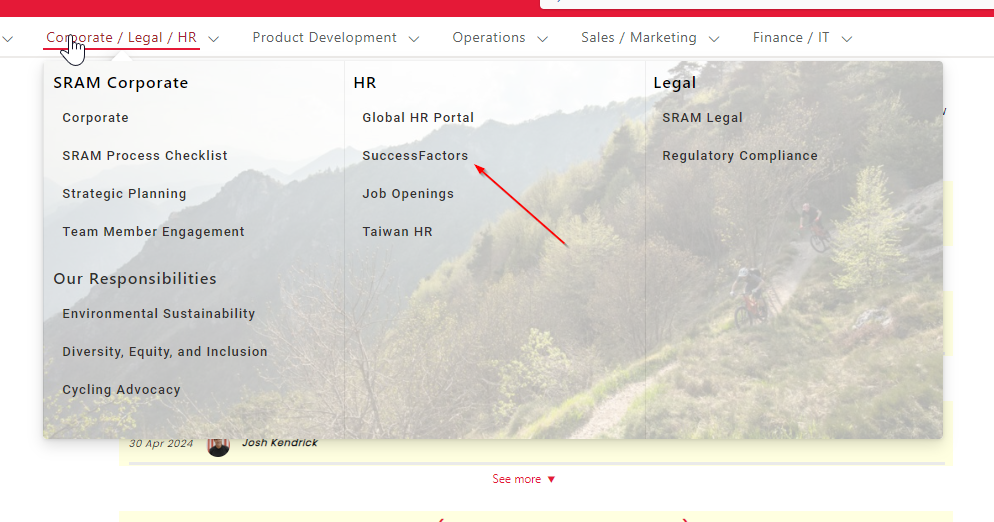 Corporate / Legal / HR
Product Development
Operations
Sales / Marketing
Finance / IT
SRAM Corporate
Corporate
SRAM Process Checklist
Strategic Planning
Team Member Engagement
Our Responsibilities
Environmental Sustainability
Diversity, Equity, and Inclusion
Cycling Advocacy
HR
Global HR Portal
SuccessFactors
Job Openings
Taiwan HR
Legal
SRAM Legal
Regulatory Compliance
30 Apr 2024 Josh Kendrick
See more